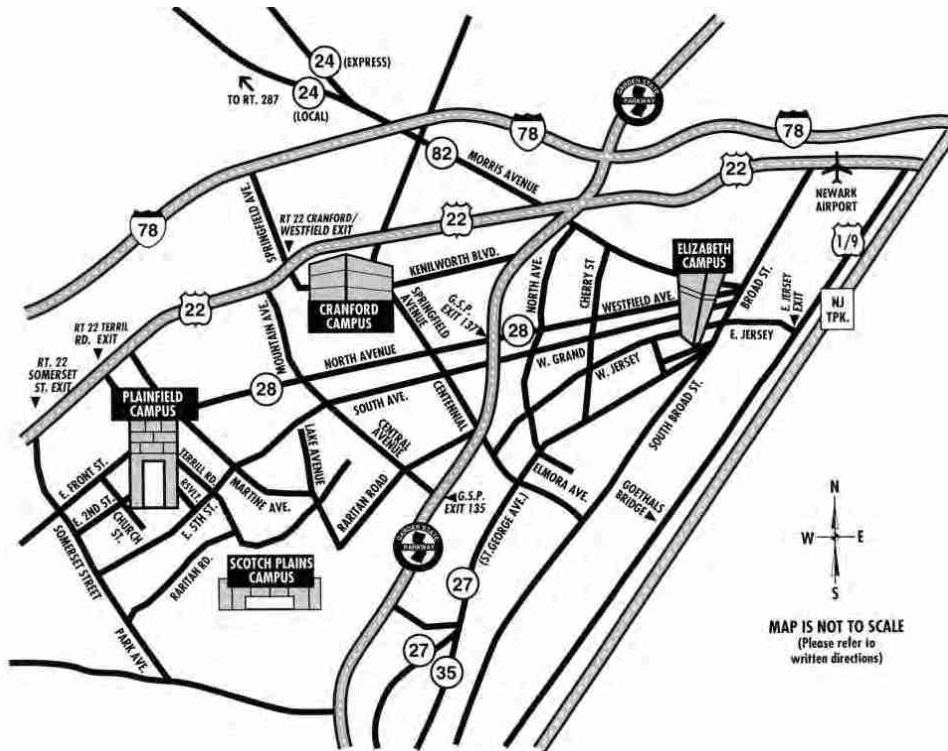 24
(EXPRESS)
TO RT. 287
24
(LOCAL)
GARDEN STATE
PARKWAY
78
78
82
MORRIS AVENUE
22
NEWARK
AIRPORT
SPRINGFIELD AVE.
RT 22 CRANFORD/
WESTFIELD EXIT
22
78
1/9
ELIZABETH
CAMPUS
KENILWORTH BLVD.
CRANFORD
CAMPUS
SPRINGFIELD
AVENUE
G.S.P.
EXIT 137
NORTH AVE.
CHERRY ST
WESTFIELD AVE.
BROAD ST.
E. JERSEY
EXIT
NJ
TPK.
22
RT 22 TERRIL
RD. EXIT
MOUNTAIN AVE.
28
E. JERSEY
NORTH AVENUE
W. GRAND
W. JERSEY
RT. 22
SOMERSET
ST. EXIT
28
PLAINFIELD
CAMPUS
SOUTH AVE.
CENTENNIAL
SOUTH BROAD ST.
CENTRAL
AVENUE
LAKE AVENUE
E. FRONT ST.
TERRILL RD.
RSVLT.
MARTINE AVE.
RARITAN ROAD
ELMORA AVE.
GOETHALS
BRIDGE
E. 2ND ST.
CHURCH
ST.
E. 5TH ST.
G.S.P.
EXIT 135
N
W
E
S
SOMERSET STREET
GARDEN STATE
PARKWAY
(ST. GEORGE AVE.)
RARITAN RD.
SCOTCH PLAINS
CAMPUS
27
PARK AVE.
27
35
MAP IS NOT TO SCALE
(Please refer to
written directions)